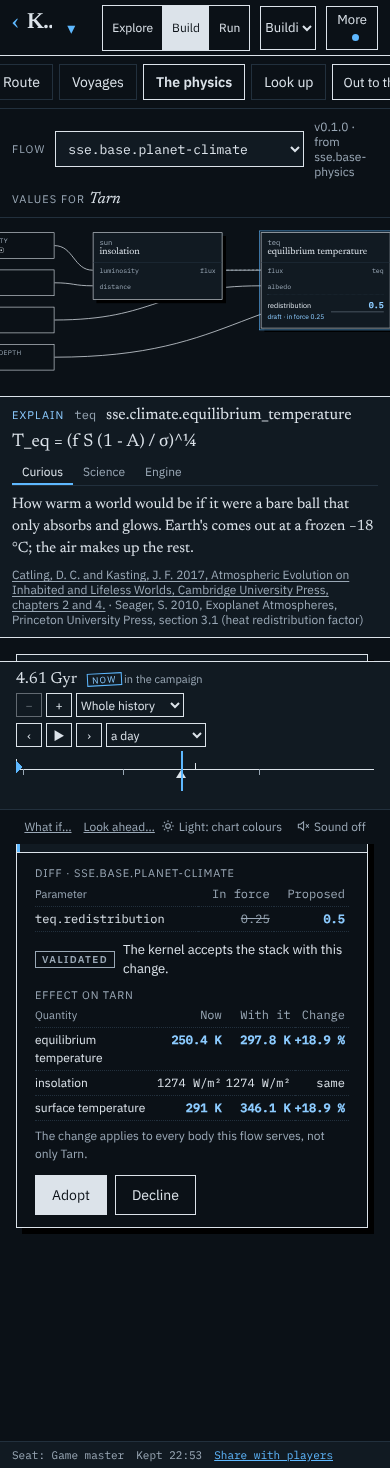 ‹ K.. ▾ Explore Build Run Buildi More
Route Voyages The physics Look up Out to th
FLOW sse.base.planet-climate v0.1.0 ·
from
sse.base-
physics
VALUES FOR Tarn
sun
insolation
luminosity flux
distance
teq
equilibrium temperature
flux teq
albedo
redistribution 0.5
draft · in force 0.25
DEPTH
EXPLAIN teq sse.climate.equilibrium_temperature
T_eq = (f S (1 - A) / σ)^¼
Curious Science Engine
How warm a world would be if it were a bare ball that
only absorbs and glows. Earth's comes out at a frozen −18
°C; the air makes up the rest.
Catling, D. C. and Kasting, J. F. 2017, Atmospheric Evolution on
Inhabited and Lifeless Worlds, Cambridge University Press,
chapters 2 and 4. · Seager, S. 2010, Exoplanet Atmospheres,
Princeton University Press, section 3.1 (heat redistribution factor)
4.61 Gyr NOW in the campaign
− + Whole history
‹ ▶ › a day
What if… Look ahead… Light: chart colours Sound off
DIFF · SSE.BASE.PLANET-CLIMATE
Parameter In force Proposed
teq.redistribution 0.25 0.5
VALIDATED The kernel accepts the stack with this
change.
EFFECT ON TARN
Quantity Now With it Change
equilibrium 250.4 K 297.8 K +18.9 %
temperature
insolation 1274 W/m² 1274 W/m² same
surface temperature 291 K 346.1 K +18.9 %
The change applies to every body this flow serves, not
only Tarn.
Adopt Decline
Seat: Game master Kept 22:53 Share with players